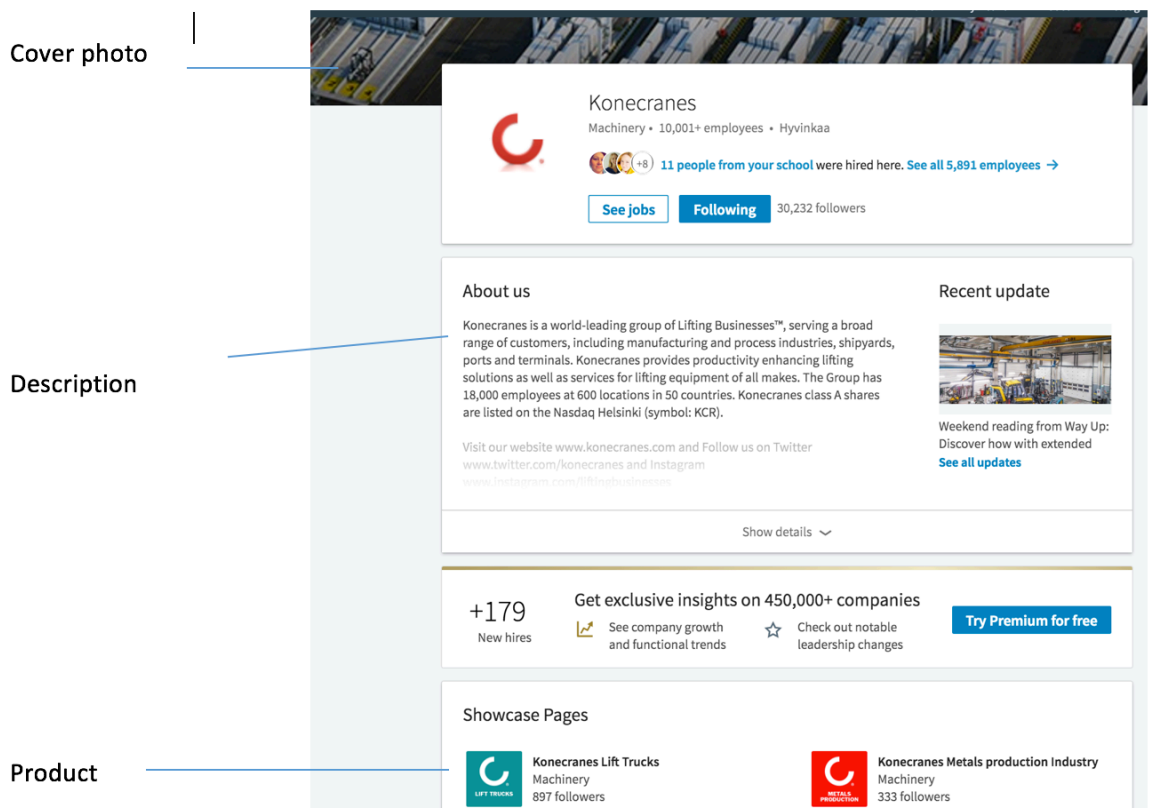 Cover photo
Konecranes
Machinery • 10,001+ employees • Hyvinkaa
+8
11 people from your school were hired here. See all 5,891 employees →
See jobs
Following
30,232 followers
About us
Konecranes is a world-leading group of Lifting Businesses™, serving a broad
range of customers, including manufacturing and process industries, shipyards,
ports and terminals. Konecranes provides productivity enhancing lifting
solutions as well as services for lifting equipment of all makes. The Group has
18,000 employees at 600 locations in 50 countries. Konecranes class A shares
are listed on the Nasdaq Helsinki (symbol: KCR).
Visit our website www.konecranes.com and Follow us on Twitter
www.twitter.com/konecranes and Instagram
www.instagram.com/liftingbusinesses
Show details
Recent update
Weekend reading from Way Up:
Discover how with extended
See all updates
Description
+179
New hires
Get exclusive insights on 450,000+ companies
See company growth
and functional trends
Check out notable
leadership changes
Try Premium for free
Showcase Pages
Product
LIFT TRUCKS
Konecranes Lift Trucks
Machinery
897 followers
METALS
PRODUCTION
Konecranes Metals production Industry
Machinery
333 followers